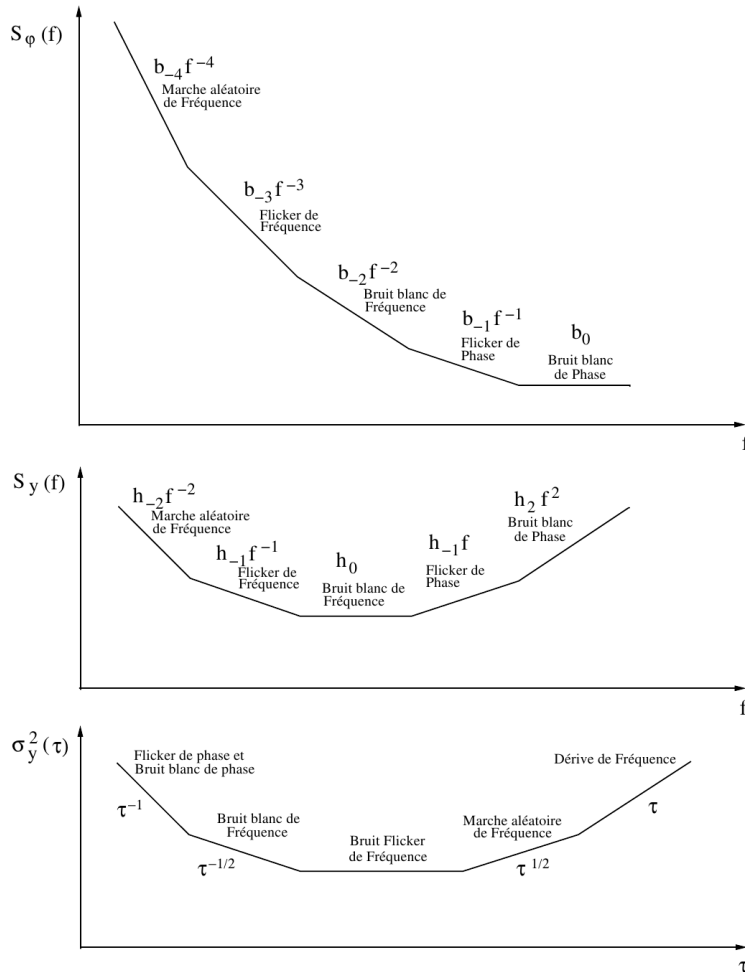 S_φ(f)
b_{-4}f^{-4}
Marche aléatoire
de Fréquence
b_{-3}f^{-3}
Flicker de
Fréquence
b_{-2}f^{-2}
Bruit blanc de
Fréquence
b_{-1}f^{-1}
Flicker de
Phase
b_0
Bruit blanc
de Phase
f
S_y(f)
h_{-2}f^{-2}
Marche aléatoire
de Fréquence
h_{-1}f^{-1}
Flicker de
Fréquence
h_0
Bruit blanc de
Fréquence
h_{-1}f
Flicker de
Phase
h_2f^2
Bruit blanc
de Phase
f
σ_y^2(τ)
Flicker de phase et
Bruit blanc de phase
τ^{-1}
Bruit blanc de
Fréquence
τ^{-1/2}
Bruit Flicker
de Fréquence
Marche aléatoire
de Fréquence
τ^{1/2}
Dérive de Fréquence
τ
τ